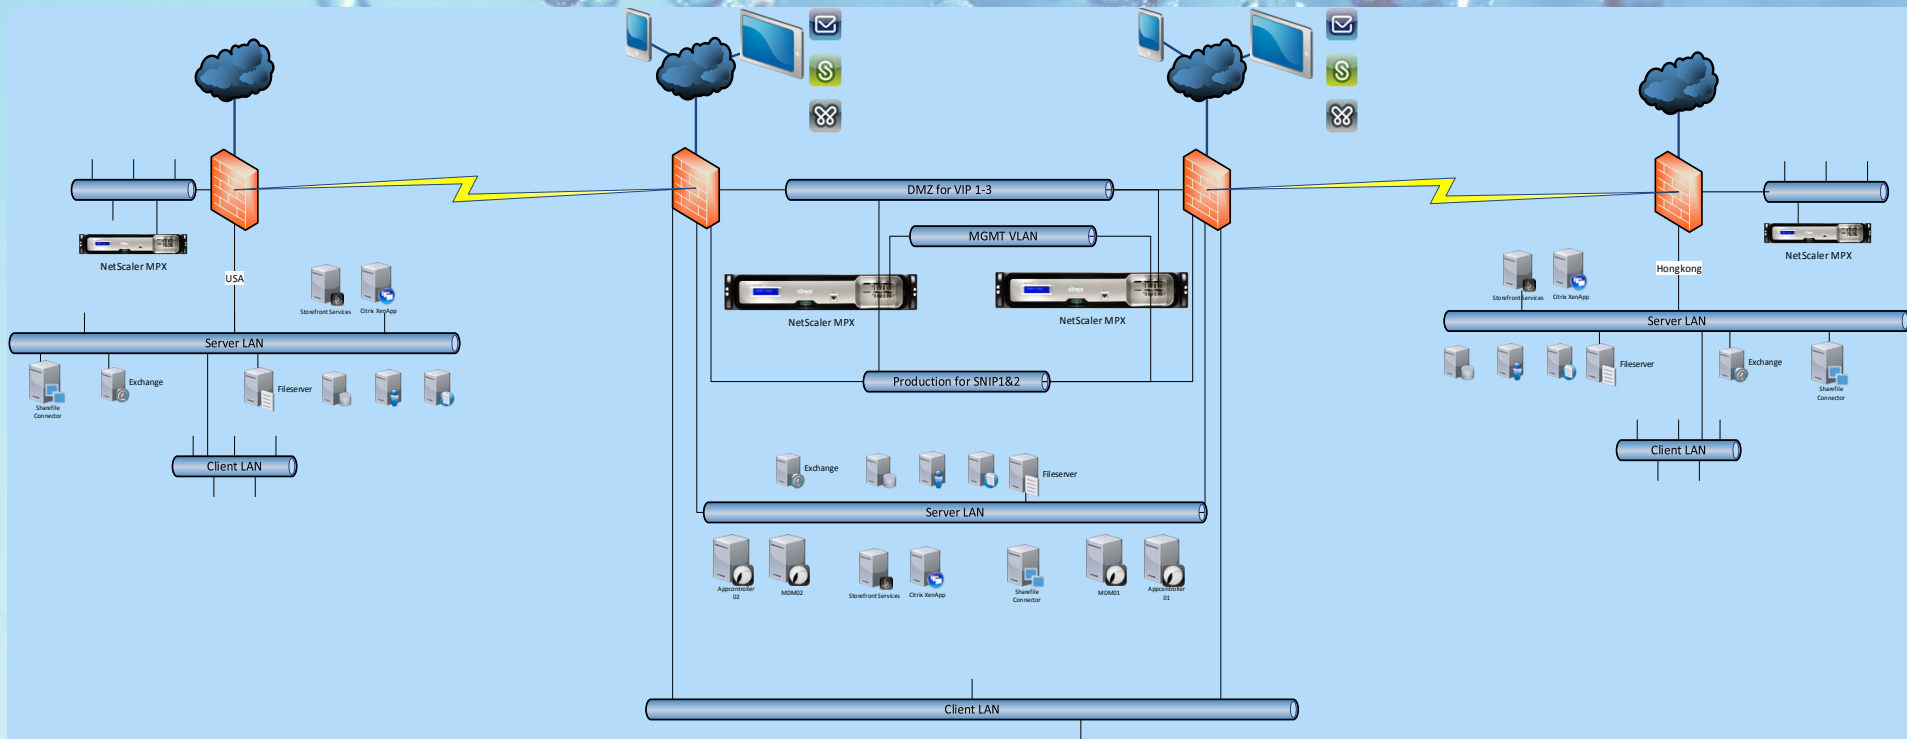 DMZ for VIP 1-3
MGMT VLAN
NetScaler MPX
NetScaler MPX
NetScaler MPX
NetScaler MPX
USA
Storefront Services
Citrix XenApp
Server LAN
Sharefile
Connector
Exchange
Fileserver
Client LAN
Production for SNIP1&2
Exchange
Fileserver
Server LAN
Appcontroller
02
MDM02
Storefront Services
Citrix XenApp
Sharefile
Connector
MDM01
Appcontroller
01
Client LAN
Hongkong
Storefront Services
Citrix XenApp
Server LAN
Fileserver
Exchange
Sharefile
Connector
Client LAN